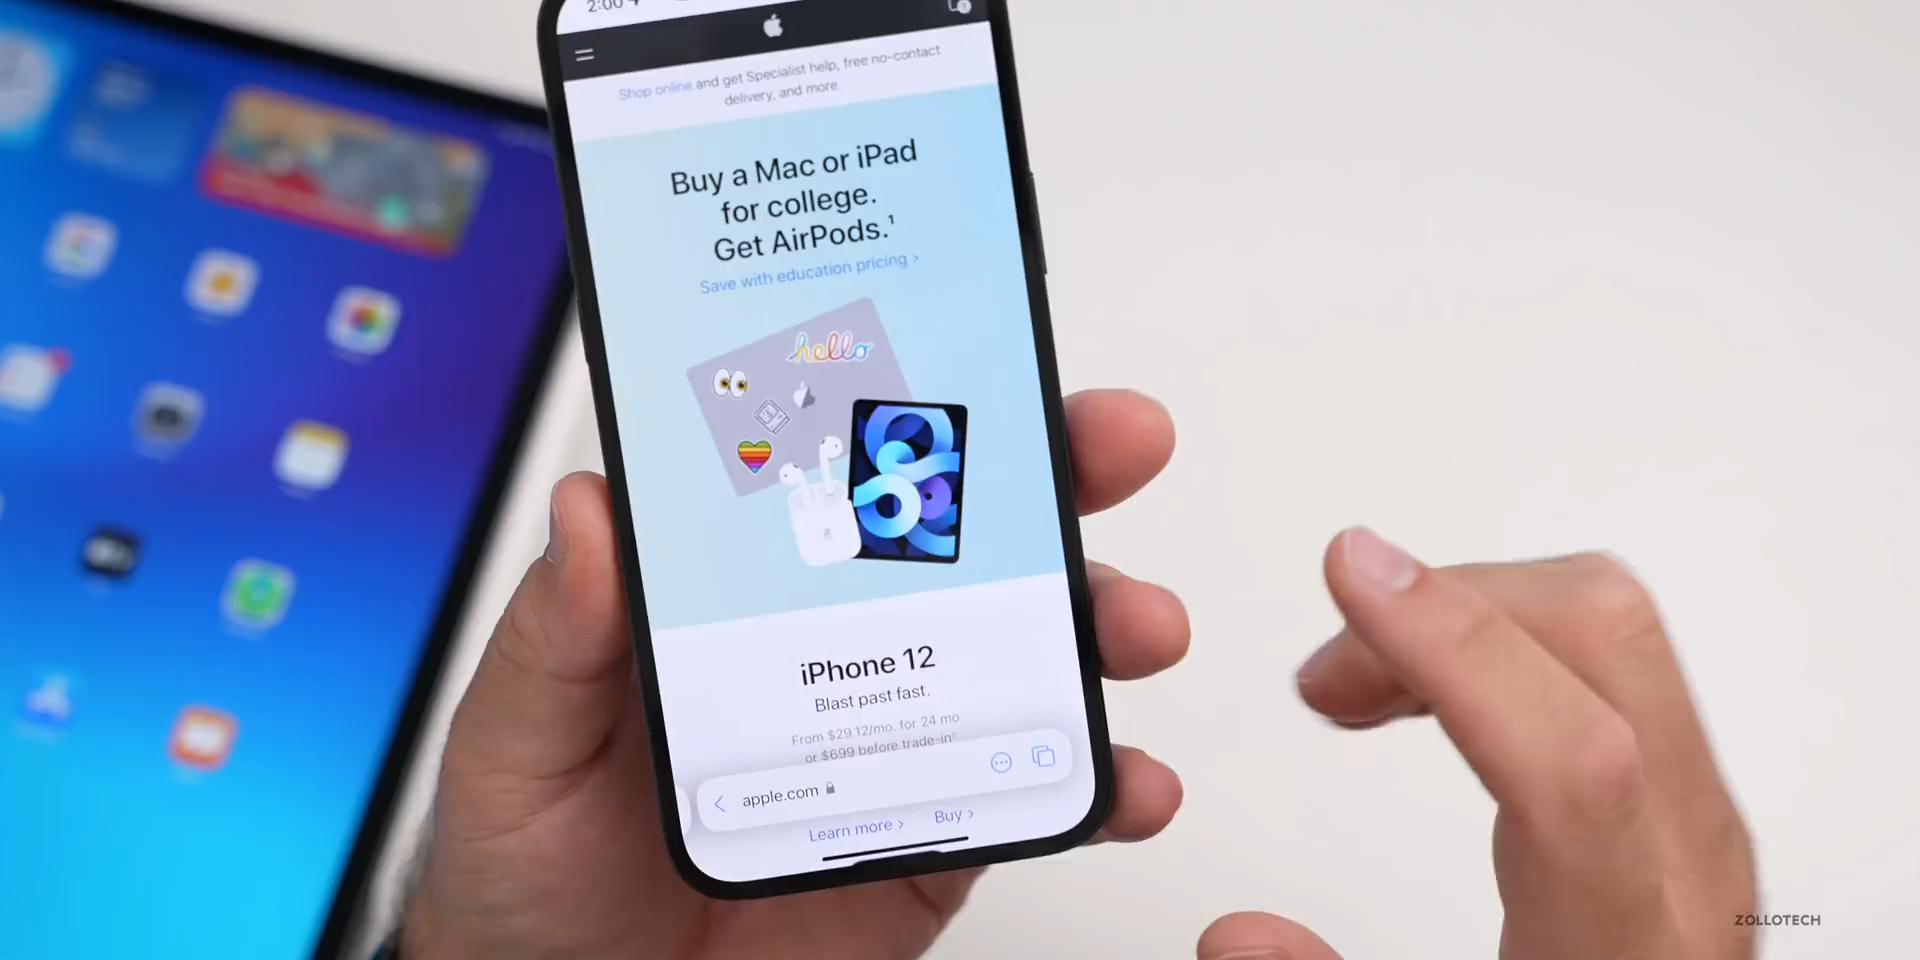 2:00
Shop online and get Specialist help, free no-contact
delivery, and more.
Buy a Mac or iPad
for college.
Get AirPods.¹
Save with education pricing >
hello
iPhone 12
Blast past fast.
From $29.12/mo. for 24 mo.
or $699 before trade-in²
apple.com
Learn more >
Buy >
ZOLLOTECH